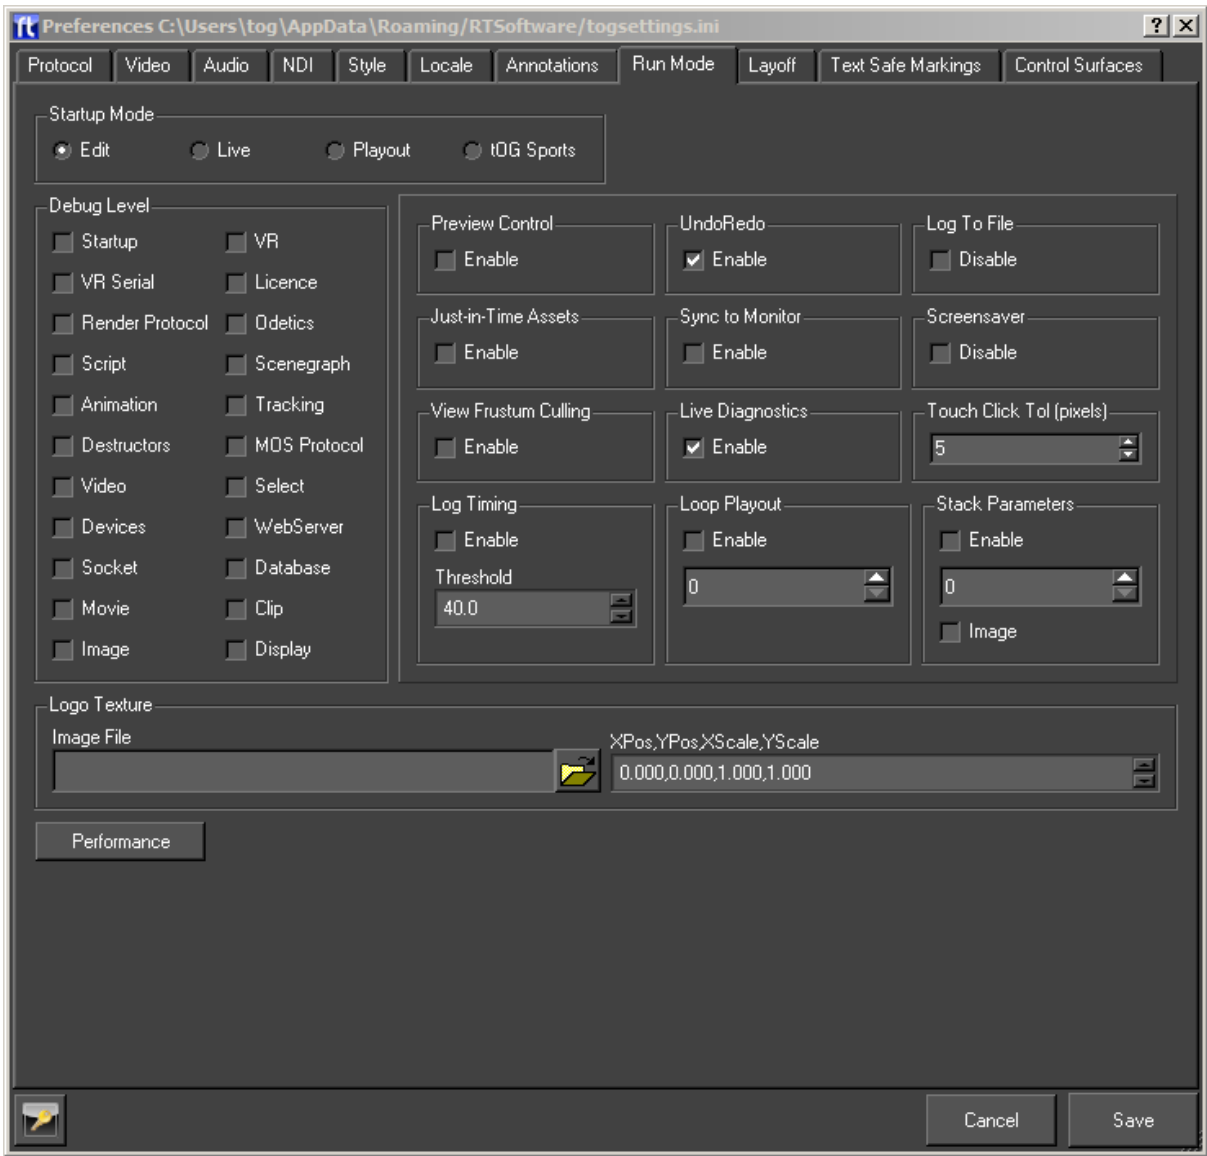 Preferences C:\Users\tog\AppData\Roaming/RTSoftware/togsettings.ini
Protocol Video Audio NDI Style Locale Annotations Run Mode Layoff Text Safe Markings Control Surfaces
Startup Mode
Edit Live Playout tOG Sports
Debug Level
Startup VR
VR Serial Licence
Render Protocol Odetics
Script Scenegraph
Animation Tracking
Destructors MOS Protocol
Video Select
Devices WebServer
Socket Database
Movie Clip
Image Display
Preview Control UndoRedo Log To File
Enable Enable Disable
Just-in-Time Assets Sync to Monitor Screensaver
Enable Enable Disable
View Frustum Culling Live Diagnostics Touch Click Tol (pixels)
Enable Enable 5
Log Timing Loop Playout Stack Parameters
Enable Enable Enable
Threshold
40.0 0 0
Image
Logo Texture
Image File XPos,YPos,XScale,YScale
0.000,0.000,1.000,1.000
Performance
Cancel Save